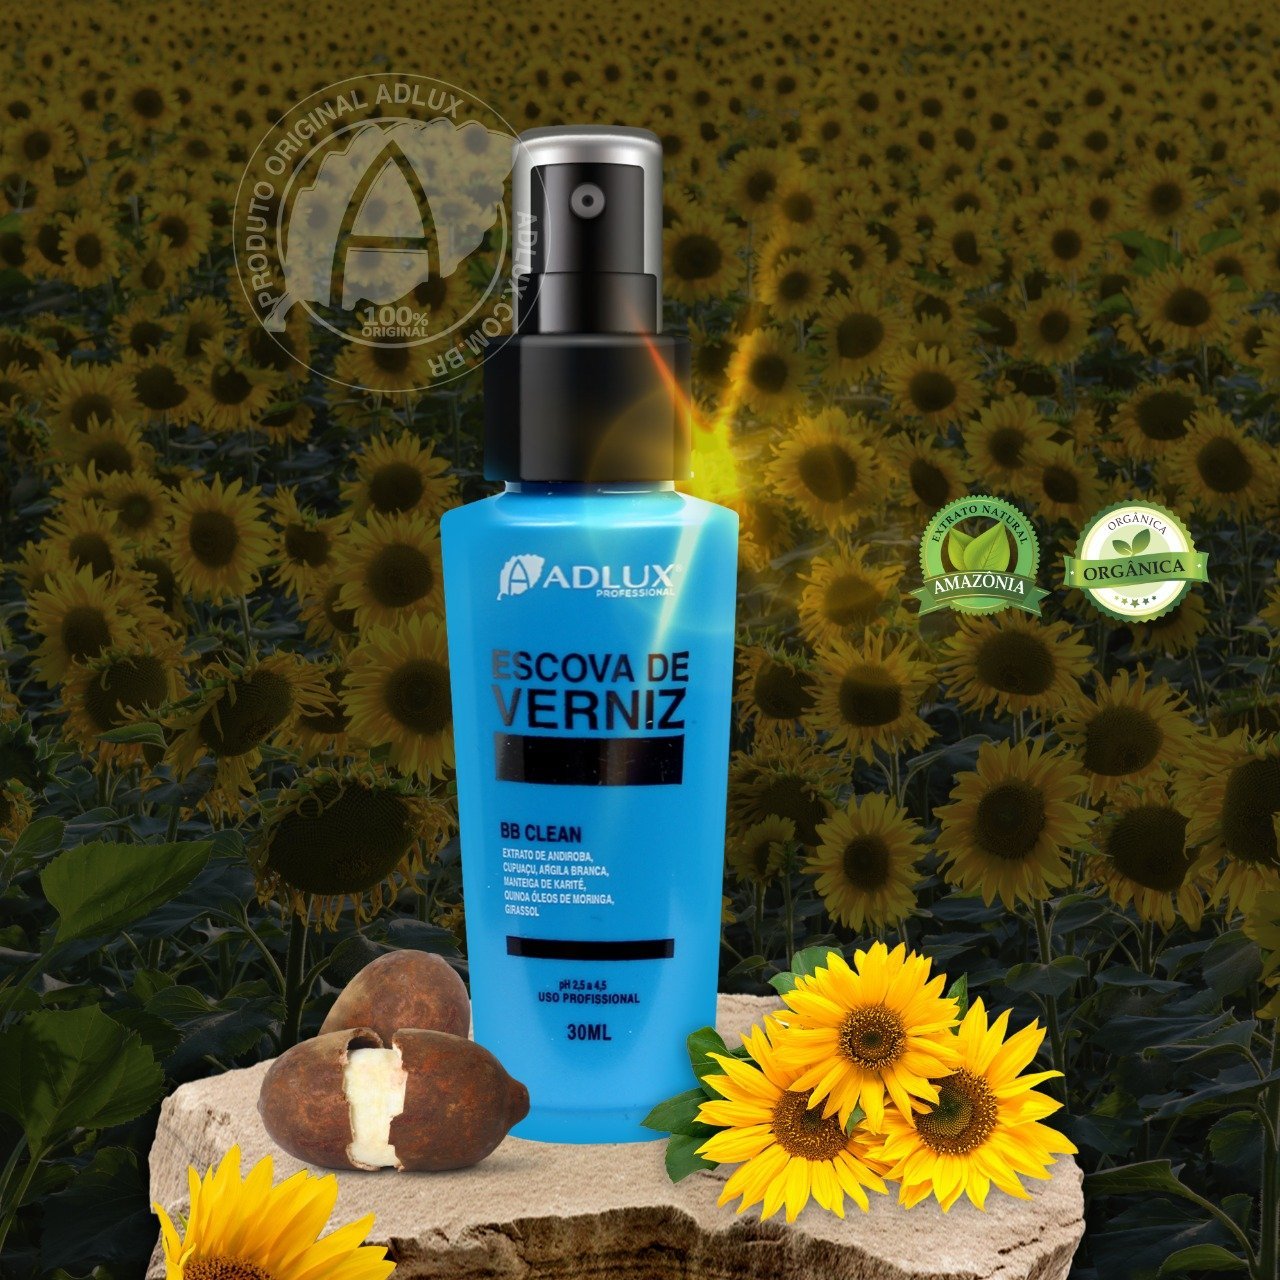 PRODUTO ORIGINAL ADLUX
ADLUX.COM.BR
A
100%
ORIGINAL
ADLUX®
PROFESSIONAL
ESCOVA DE
VERNIZ
BB CLEAN
EXTRATO DE ANDIROBA,
CUPUAÇU, ARGILA BRANCA,
MANTEIGA DE KARITÉ,
QUINOA ÓLEOS DE MORINGA,
GIRASSOL
pH 2,5 a 4,5
USO PROFISSIONAL
30ML
EXTRATO NATURAL
AMAZÔNIA
ORGÂNICA
ORGÂNICA